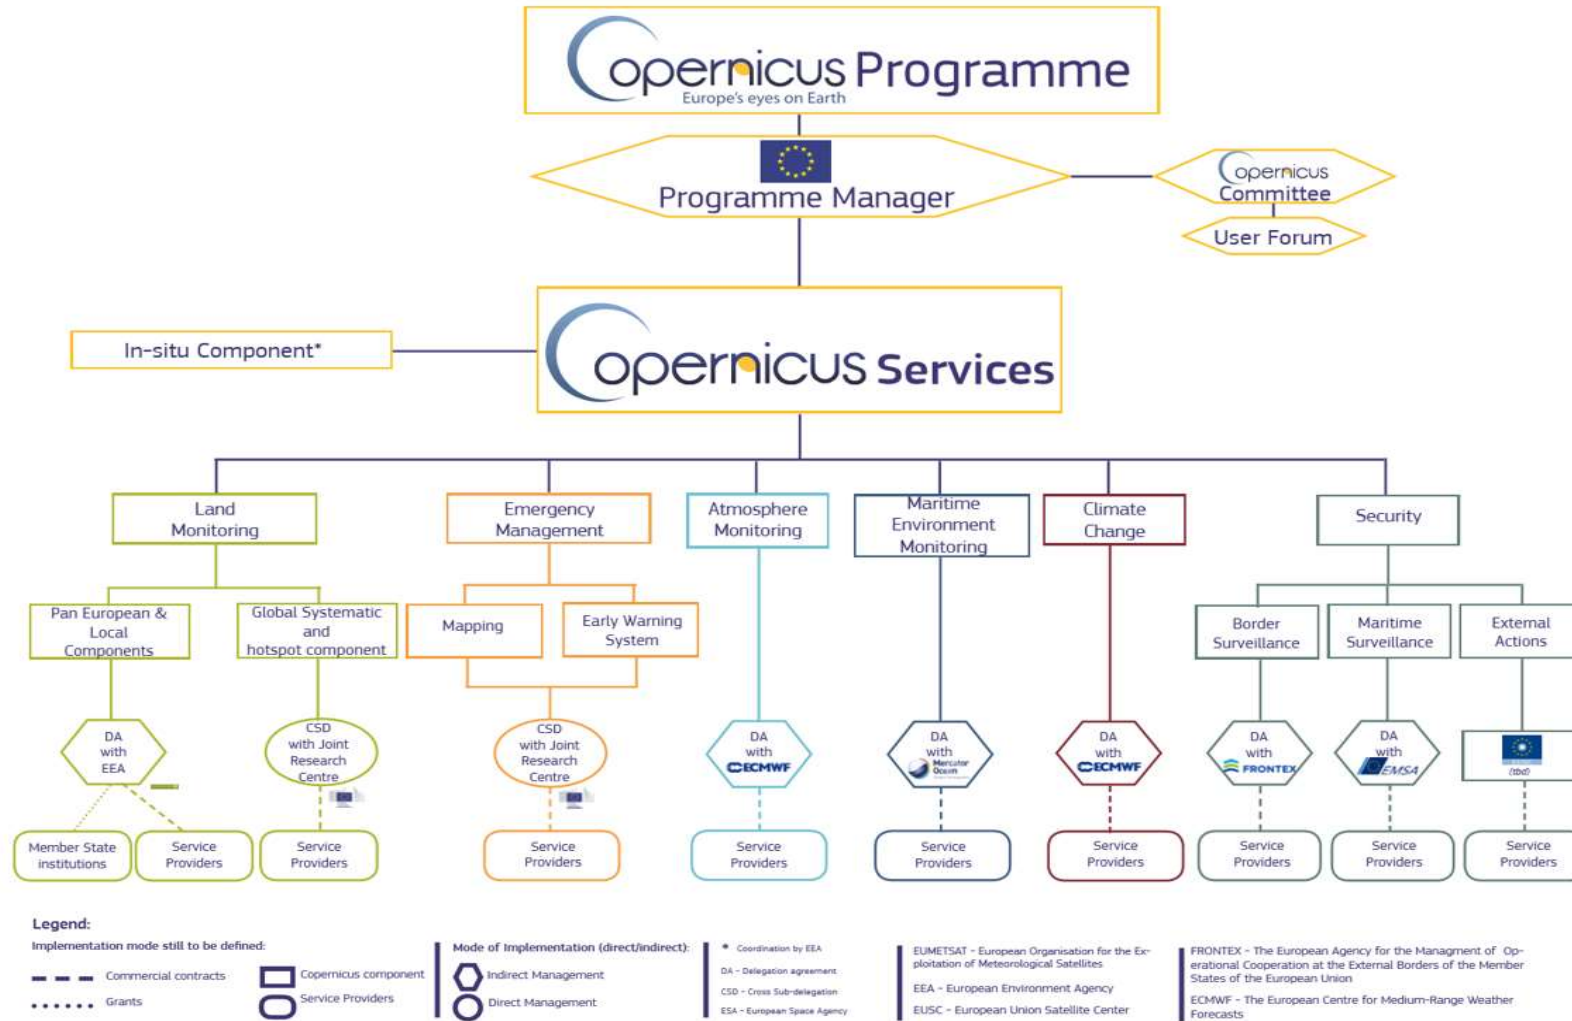 Copernicus Programme
Europe's eyes on Earth
Programme Manager
Copernicus
Committee
User Forum
In-situ Component*
Copernicus Services
Land
Monitoring
Emergency
Management
Atmosphere
Monitoring
Maritime
Environment
Monitoring
Climate
Change
Security
Pan European &
Local
Components
Global Systematic
and
hotspot component
Mapping
Early Warning
System
Border
Surveillance
Maritime
Surveillance
External
Actions
DA
with
EEA
CSD
with Joint
Research
Centre
CSD
with Joint
Research
Centre
DA
with
ECMWF
DA
with
Mercator
Ocean
DA
with
ECMWF
DA
with
FRONTEX
DA
with
EMSA
(tbd)
Member State
institutions
Service
Providers
Service
Providers
Service
Providers
Service
Providers
Service
Providers
Service
Providers
Service
Providers
Service
Providers
Service
Providers
Legend:
Implementation mode still to be defined:
Commercial contracts
Grants
Copernicus component
Service Providers
Mode of Implementation (direct/indirect):
Indirect Management
Direct Management
* Coordination by EEA
DA - Delegation agreement
CSD - Cross Sub-delegation
ESA - European Space Agency
EUMETSAT - European Organisation for the Ex-
ploitation of Meteorological Satellites
EEA - European Environment Agency
EUSC - European Union Satellite Center
FRONTEX - The European Agency for the Managment of Op-
erational Cooperation at the External Borders of the Member
States of the European Union
ECMWF - The European Centre for Medium-Range Weather
Forecasts